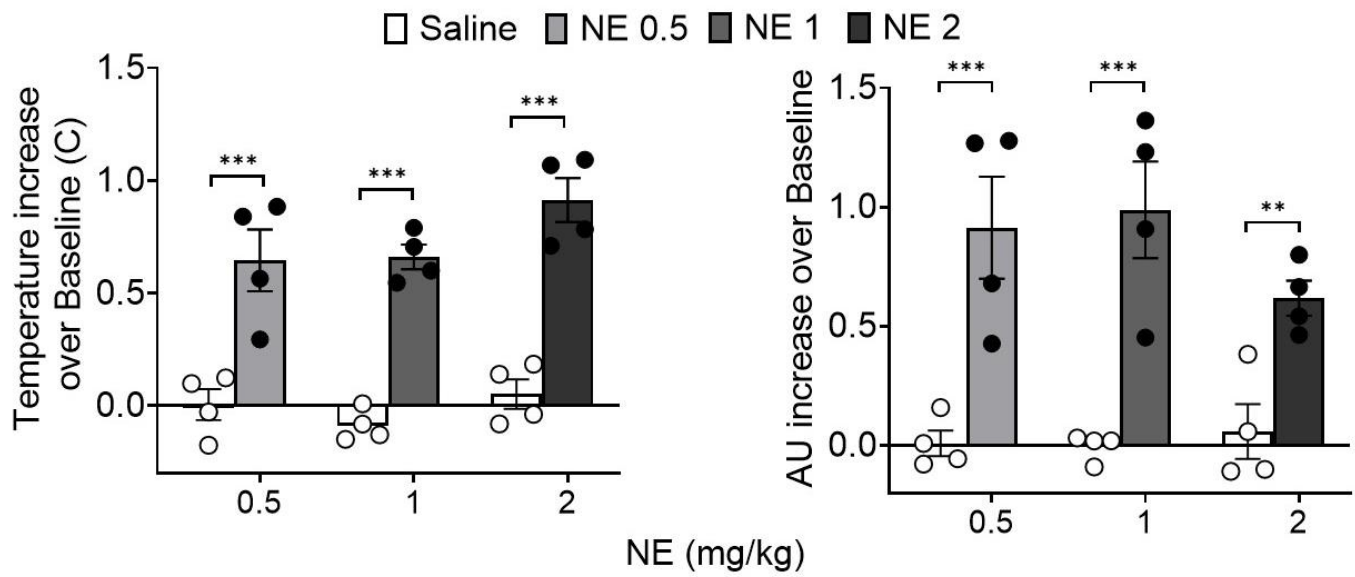 Saline NE 0.5 NE 1 NE 2
Temperature increase
over Baseline (C)
1.5
1.0
0.5
0.0
***
***
***
0.5 1 2
AU increase over Baseline
1.5
1.0
0.5
0.0
***
***
**
0.5 1 2
NE (mg/kg)